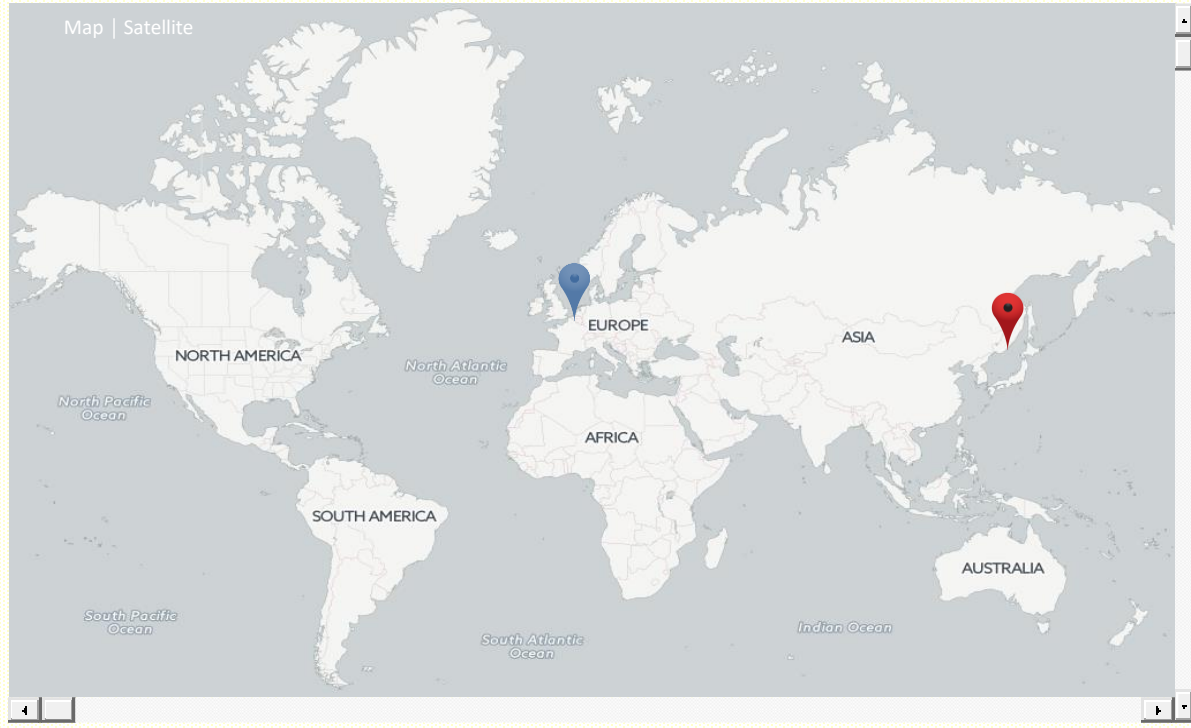 Map | Satellite
EUROPE
ASIA
NORTH AMERICA
North Atlantic
Ocean
North Pacific
Ocean
AFRICA
SOUTH AMERICA
AUSTRALIA
South Pacific
Ocean
Indian Ocean
South Atlantic
Ocean